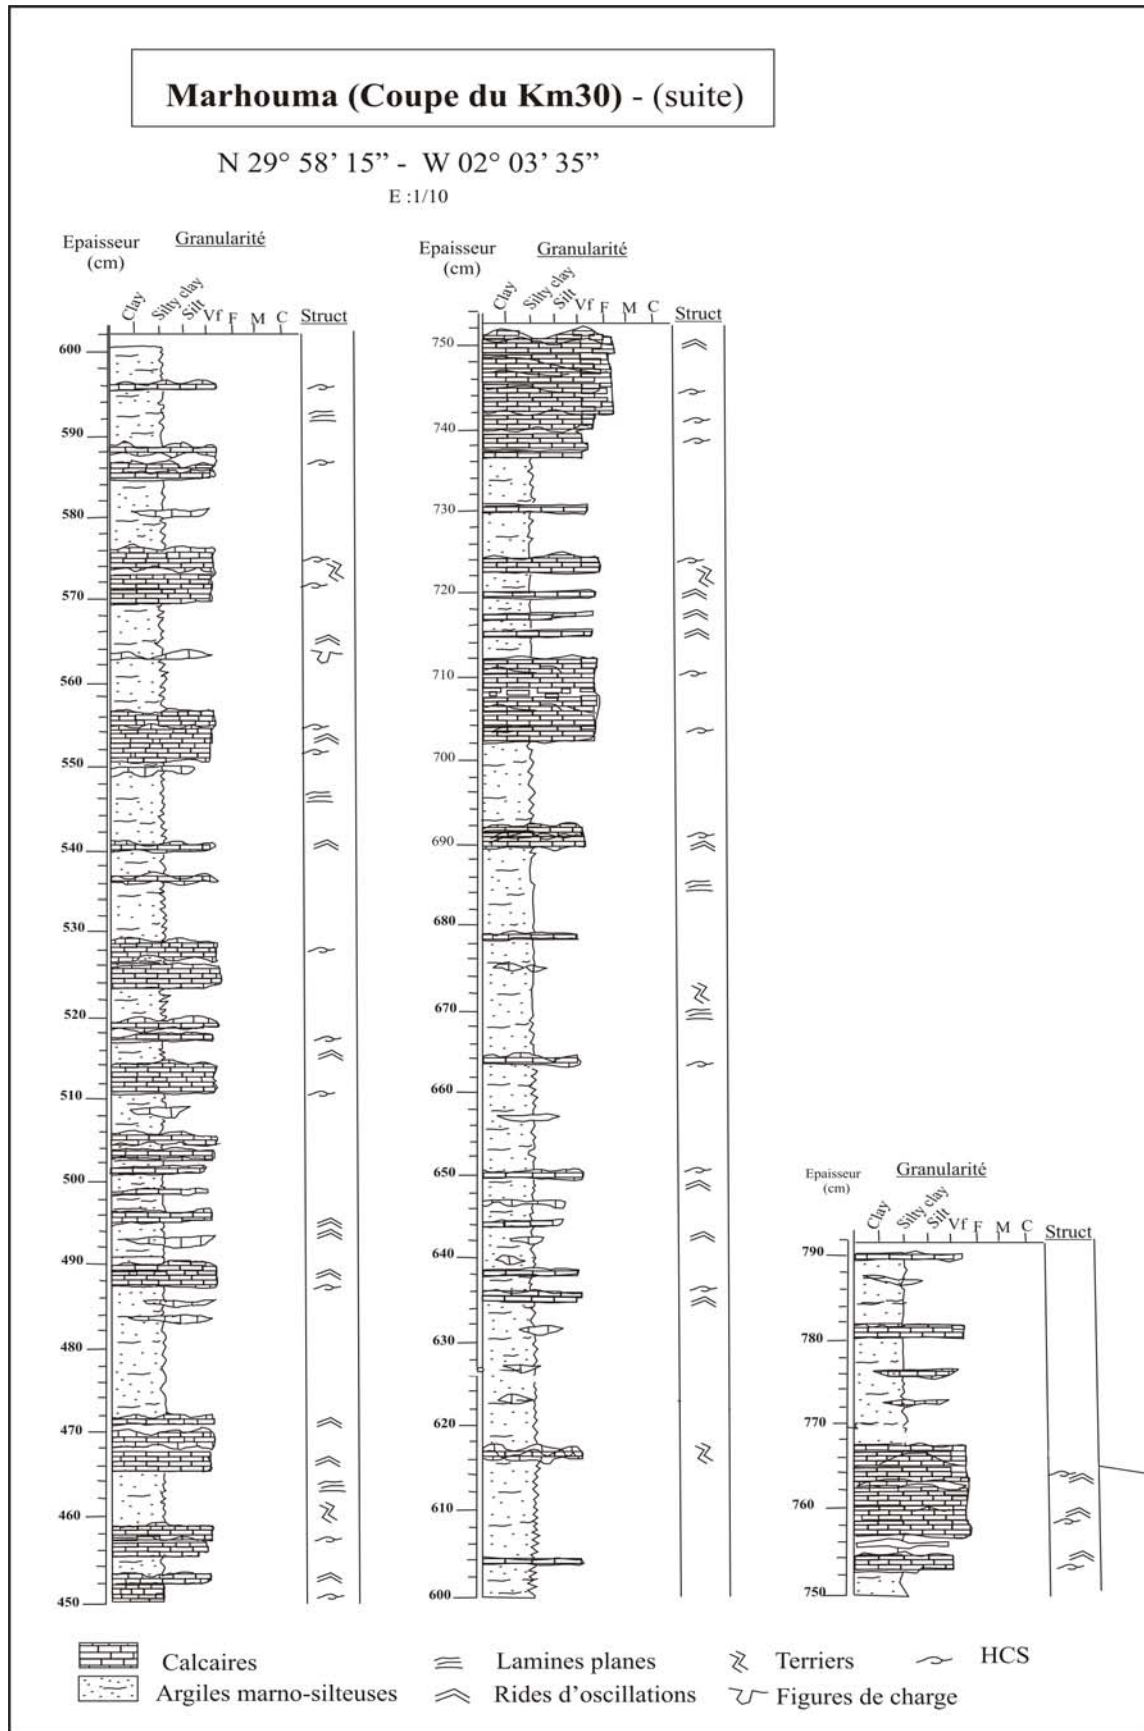 Marhouma (Coupe du Km30) - (suite)
N 29° 58’ 15” - W 02° 03’ 35”
E :1/10
Epaisseur
(cm)
Granularité
Clay
Silty clay
Silt
Vf F M C
Struct
600
590
580
570
560
550
540
530
520
510
500
490
480
470
460
450
Epaisseur
(cm)
Granularité
Clay
Silty clay
Silt
Vf F M C
Struct
750
740
730
720
710
700
690
680
670
660
650
640
630
620
610
600
Epaisseur
(cm)
Granularité
Clay
Silty clay
Silt
Vf F M C
Struct
790
780
770
760
750
Calcaires
Lamines planes
Terriers
HCS
Argiles marno-silteuses
Rides d’oscillations
Figures de charge